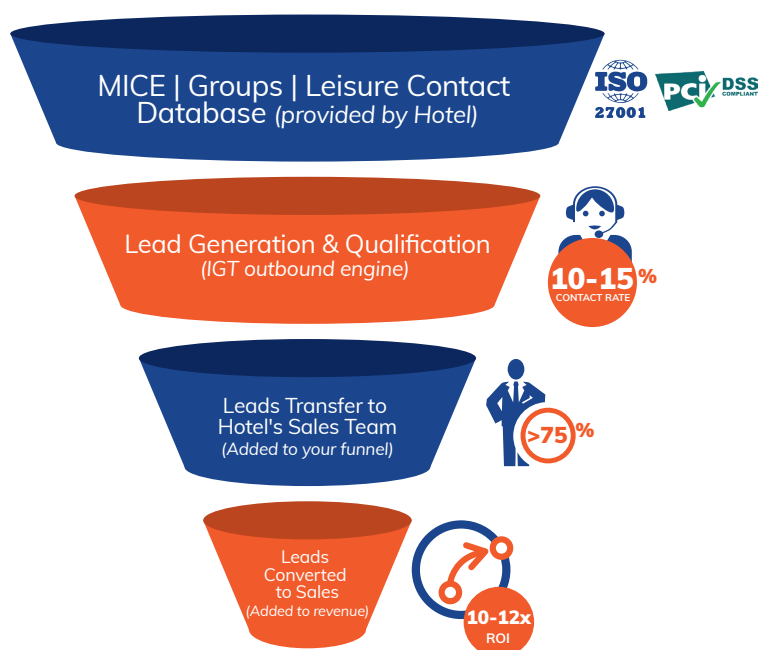 MICE | Groups | Leisure Contact
Database (provided by Hotel)
ISO
27001
PCi DSS
COMPLIANT
Lead Generation & Qualification
(IGT outbound engine)
10-15%
CONTACT RATE
Leads Transfer to
Hotel's Sales Team
(Added to your funnel)
>75%
Leads
Converted
to Sales
(Added to revenue)
10-12x
ROI